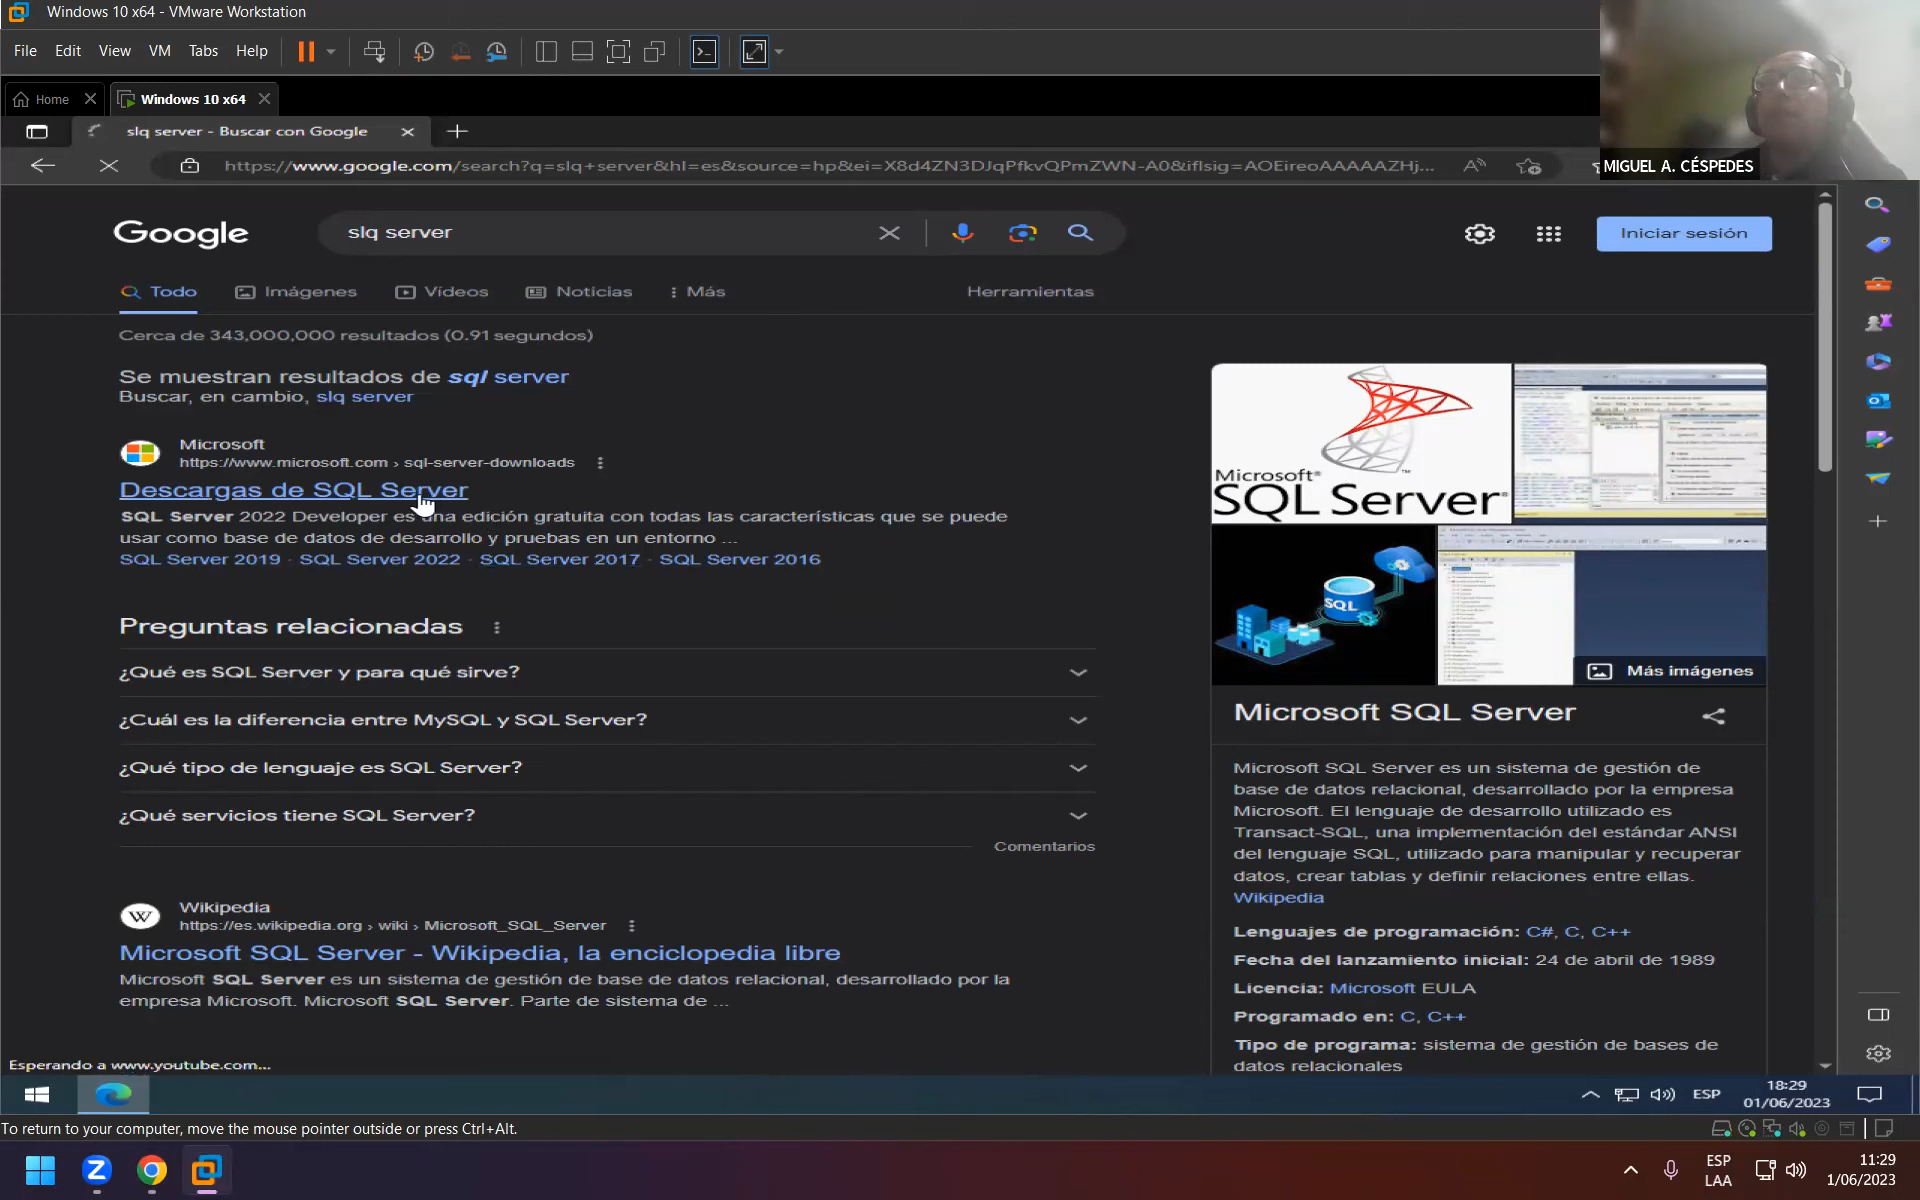 Windows 10 x64 - VMware Workstation
File Edit View VM Tabs Help
Home Windows 10 x64
slq server - Buscar con Google
https://www.google.com/search?q=slq+server&hl=es&source=hp&ei=X8d4ZN3DJqPfkvQPmZWN-A0&iflsig=AOEireoAAAAAZHj...
MIGUEL A. CÉSPEDES
Google
slq server
Iniciar sesión
Todo Imágenes Vídeos Noticias Más Herramientas
Cerca de 343,000,000 resultados (0.91 segundos)
Se muestran resultados de sql server
Buscar, en cambio, slq server
Microsoft
https://www.microsoft.com › sql-server-downloads
Descargas de SQL Server
SQL Server 2022 Developer es una edición gratuita con todas las características que se puede
usar como base de datos de desarrollo y pruebas en un entorno ...
SQL Server 2019 · SQL Server 2022 · SQL Server 2017 · SQL Server 2016
Preguntas relacionadas
¿Qué es SQL Server y para qué sirve?
¿Cuál es la diferencia entre MySQL y SQL Server?
¿Qué tipo de lenguaje es SQL Server?
¿Qué servicios tiene SQL Server?
Comentarios
Wikipedia
https://es.wikipedia.org › wiki › Microsoft_SQL_Server
Microsoft SQL Server - Wikipedia, la enciclopedia libre
Microsoft SQL Server es un sistema de gestión de base de datos relacional, desarrollado por la
empresa Microsoft. Microsoft SQL Server. Parte de sistema de ...
Microsoft®
SQL Server®
SQL
Más imágenes
Microsoft SQL Server
Microsoft SQL Server es un sistema de gestión de
base de datos relacional, desarrollado por la empresa
Microsoft. El lenguaje de desarrollo utilizado es
Transact-SQL, una implementación del estándar ANSI
del lenguaje SQL, utilizado para manipular y recuperar
datos, crear tablas y definir relaciones entre ellas.
Wikipedia
Lenguajes de programación: C#, C, C++
Fecha del lanzamiento inicial: 24 de abril de 1989
Licencia: Microsoft EULA
Programado en: C, C++
Tipo de programa: sistema de gestión de bases de
datos relacionales
Esperando a www.youtube.com...
ESP
18:29
01/06/2023
To return to your computer, move the mouse pointer outside or press Ctrl+Alt.
ESP
LAA
11:29
1/06/2023